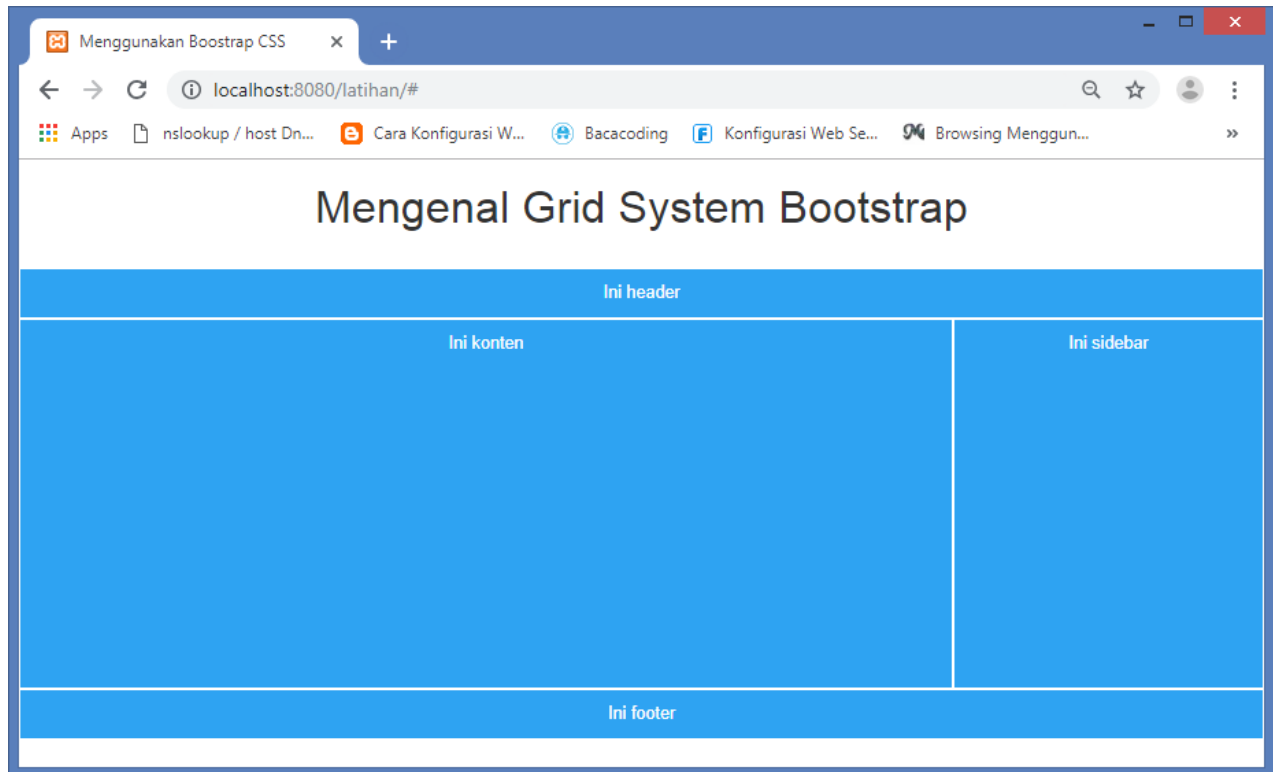 Menggunakan Boostrap CSS
localhost:8080/latihan/#
Apps nslookup / host Dn... Cara Konfigurasi W... Bacacoding Konfigurasi Web Se... Browsing Menggun...
Mengenal Grid System Bootstrap
Ini header
Ini konten Ini sidebar
Ini footer